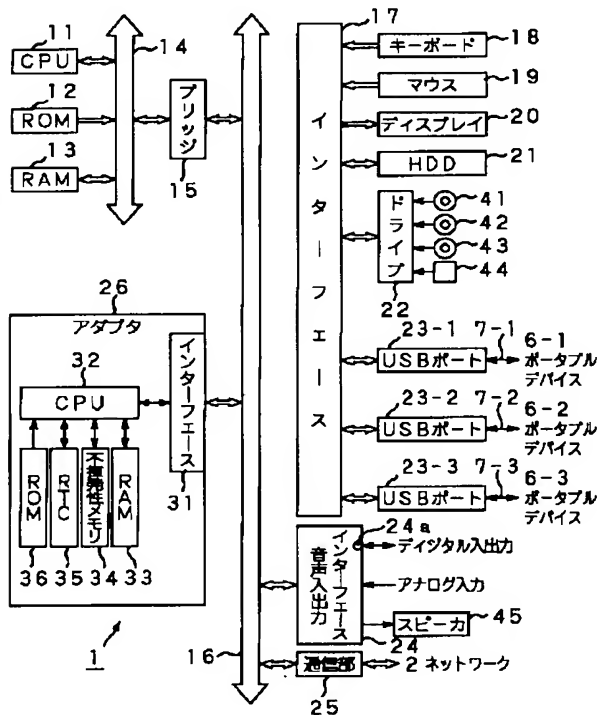 11
CPU
12
ROM
13
RAM
14
ブリッジ
15
26
アダプタ
32
CPU
インターフェース
31
ROM
RTC
不揮発性メモリ
RAM
36
35
34
33
1
16
17
インターフェース
キーボード
18
マウス
19
ディスプレイ
20
HDD
21
ドライブ
22
41
42
43
44
23-1
7-1
6-1
USBポート
ポータブル
デバイス
23-2
7-2
6-2
USBポート
ポータブル
デバイス
23-3
7-3
6-3
USBポート
ポータブル
デバイス
24a
音声入出力
インターフェース
ディジタル入出力
アナログ入力
スピーカ
45
24
通信部
2 ネットワーク
25